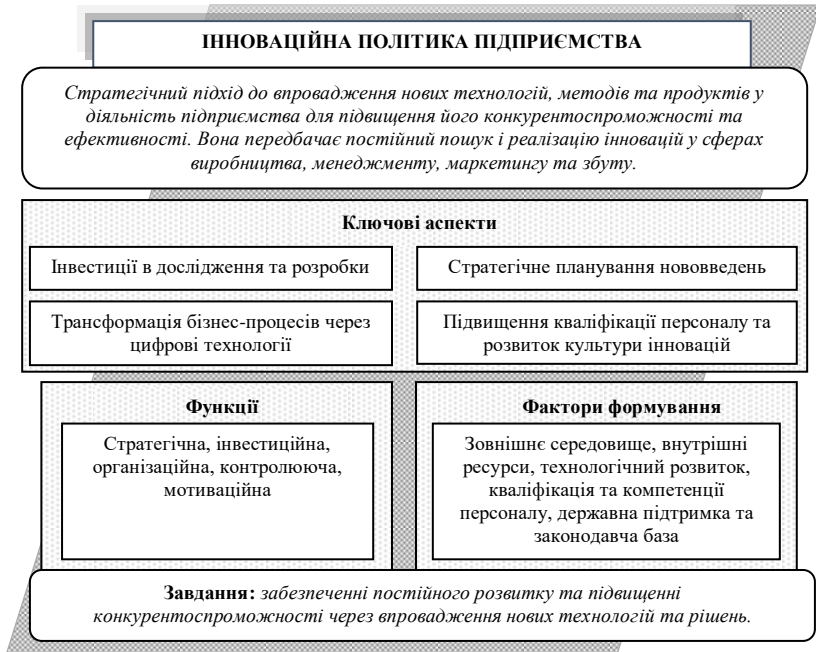 ІННОВАЦІЙНА ПОЛІТИКА ПІДПРИЄМСТВА
Стратегічний підхід до впровадження нових технологій, методів та продуктів у
діяльність підприємства для підвищення його конкурентоспроможності та
ефективності. Вона передбачає постійний пошук і реалізацію інновацій у сферах
виробництва, менеджменту, маркетингу та збуту.
Ключові аспекти
Інвестиції в дослідження та розробки
Стратегічне планування нововведень
Трансформація бізнес-процесів через
цифрові технології
Підвищення кваліфікації персоналу та
розвиток культури інновацій
Функції
Стратегічна, інвестиційна,
організаційна, контролююча,
мотиваційна
Фактори формування
Зовнішнє середовище, внутрішні
ресурси, технологічний розвиток,
кваліфікація та компетенції
персоналу, державна підтримка та
законодавча база
Завдання: забезпеченні постійного розвитку та підвищенні
конкурентоспроможності через впровадження нових технологій та рішень.